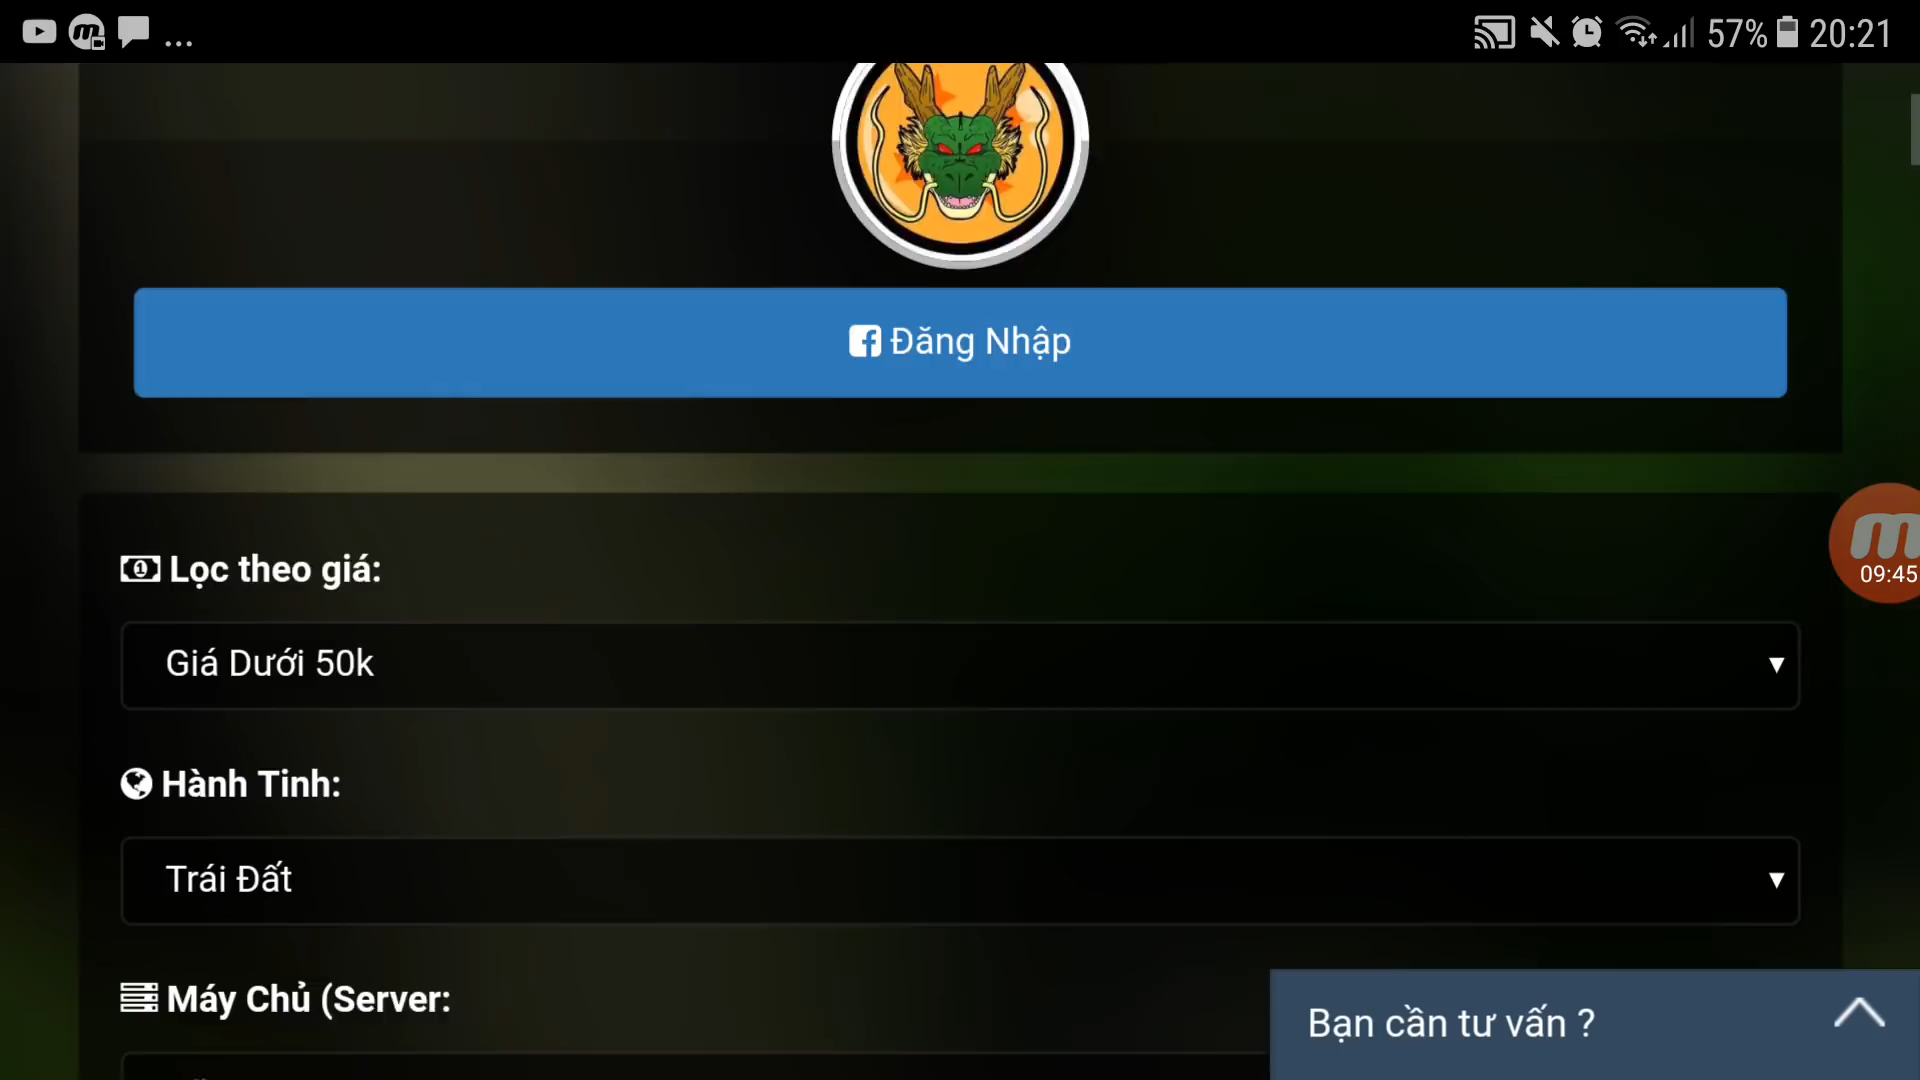 ... 57% 20:21
Đăng Nhập
Lọc theo giá:
Giá Dưới 50k
09:45
Hành Tinh:
Trái Đất
Máy Chủ (Server:
Bạn cần tư vấn ?